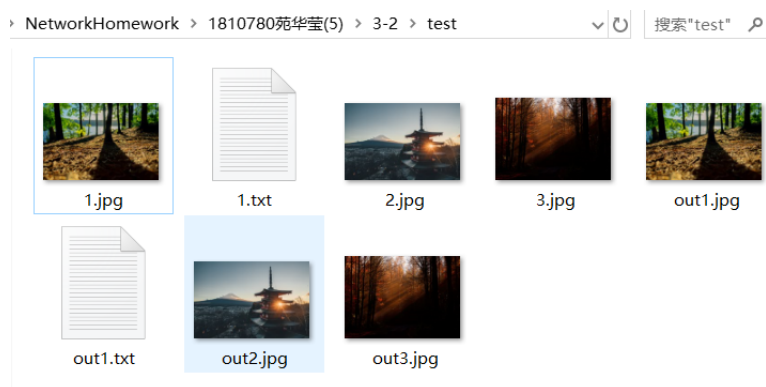 NetworkHomework > 1810780苑华莹(5) > 3-2 > test
搜索"test"
1.jpg
1.txt
2.jpg
3.jpg
out1.jpg
out1.txt
out2.jpg
out3.jpg